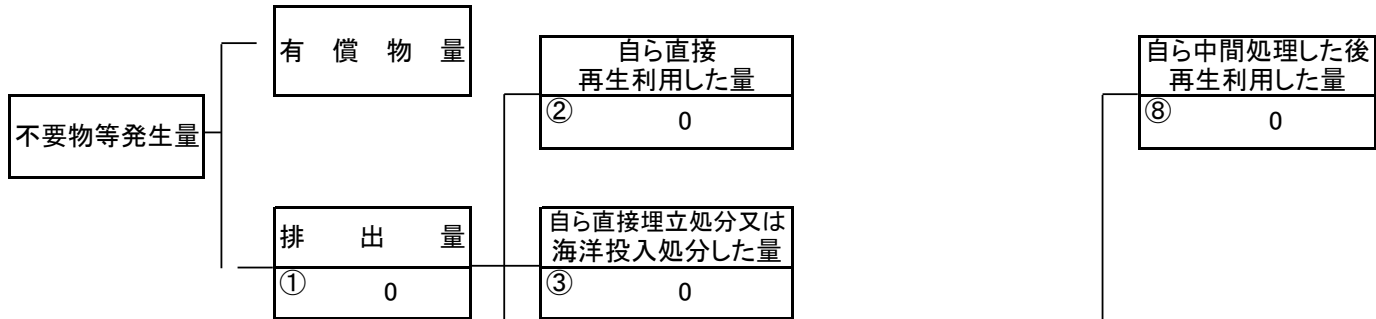 有償物量
自ら直接
再生利用した量
② 0
自ら中間処理した後
再生利用した量
⑧ 0
不要物等発生量
排出量
① 0
自ら直接埋立処分又は
海洋投入処分した量
③ 0